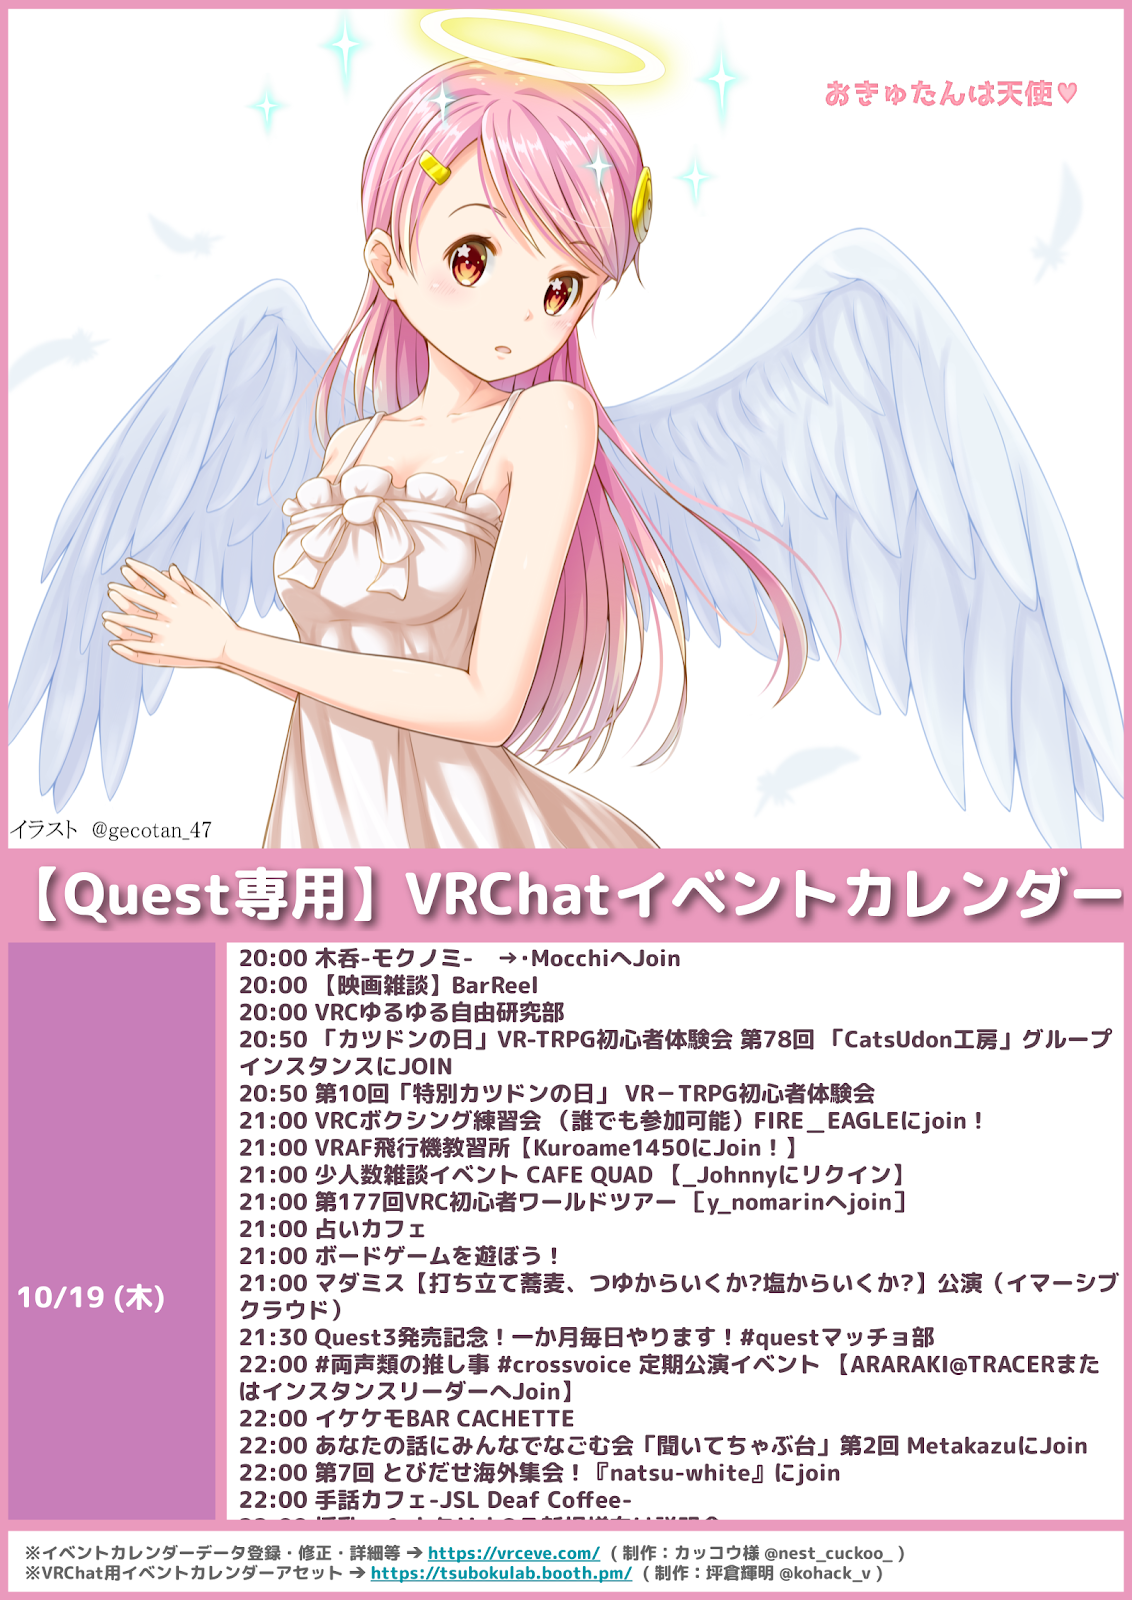 おきゅたんは天使♥
イラスト @gecotan_47
【Quest専用】VRChatイベントカレンダー
10/19 (木)
20:00 木呑-モクノミ- →･MocchiへJoin
20:00 【映画雑談】BarReel
20:00 VRCゆるゆる自由研究部
20:50 「カツドンの日」VR-TRPG初心者体験会 第78回 「CatsUdon工房」グループ
インスタンスにJOIN
20:50 第10回「特別カツドンの日」 VR－TRPG初心者体験会
21:00 VRCボクシング練習会 （誰でも参加可能）FIRE＿EAGLEにjoin！
21:00 VRAF飛行機教習所【Kuroame1450にJoin！】
21:00 少人数雑談イベント CAFE QUAD 【_Johnnyにリクイン】
21:00 第177回VRC初心者ワールドツアー ［y_nomarinへjoin］
21:00 占いカフェ
21:00 ボードゲームを遊ぼう！
21:00 マダミス【打ち立て蕎麦、つゆからいくか?塩からいくか?】公演（イマーシブ
クラウド）
21:30 Quest3発売記念！一か月毎日やります！#questマッチョ部
22:00 #両声類の推し事 #crossvoice 定期公演イベント 【ARARAKI@TRACERまた
はインスタンスリーダーへJoin】
22:00 イケケモBAR CACHETTE
22:00 あなたの話にみんなでなごむ会「聞いてちゃぶ台」第2回 MetakazuにJoin
22:00 第7回 とびだせ海外集会！『natsu-white』にjoin
22:00 手話カフェ-JSL Deaf Coffee-
※イベントカレンダーデータ登録・修正・詳細等 ➔ https://vrceve.com/ （制作：カッコウ様 @nest_cuckoo_ ）
※VRChat用イベントカレンダーアセット ➔ https://tsubokulab.booth.pm/ （制作：坪倉輝明 @kohack_v ）